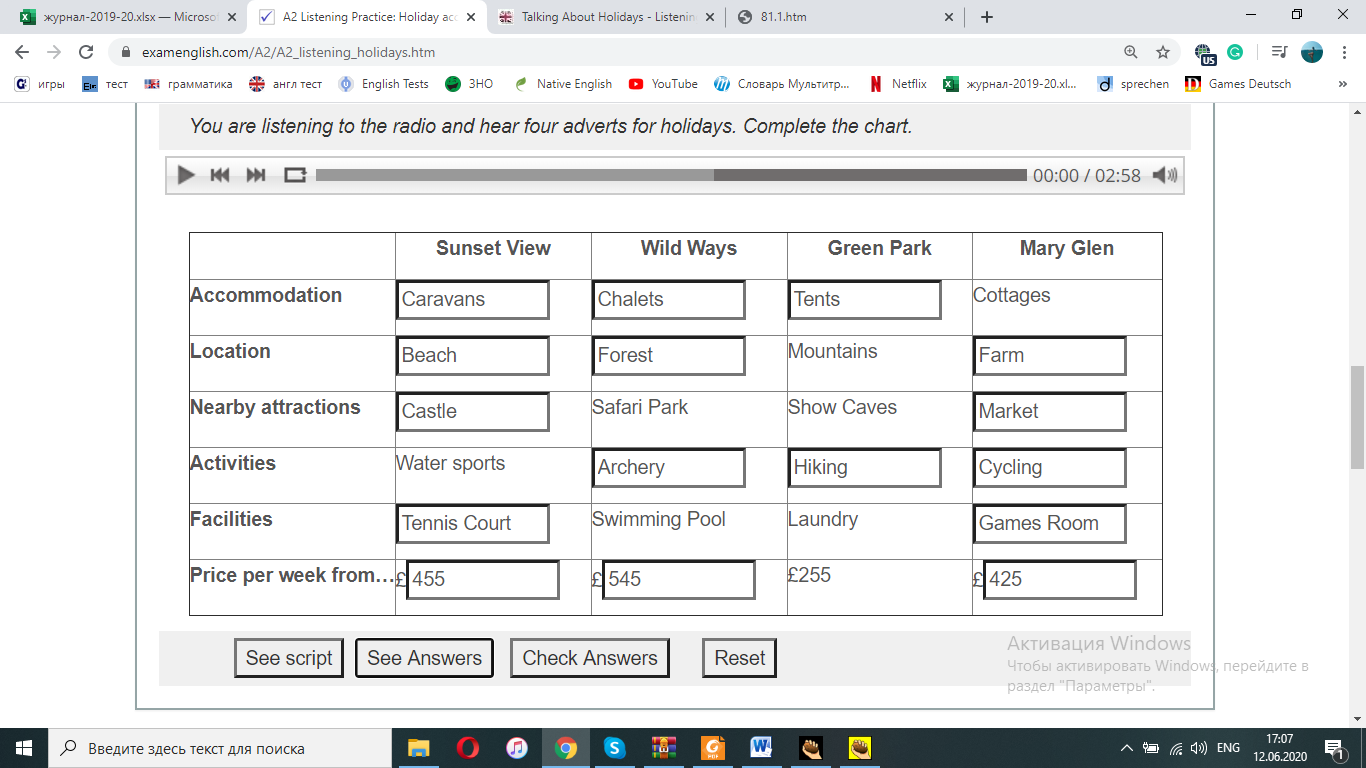 журнал-2019-20.xlsx — Microsof
A2 Listening Practice: Holiday acc
Talking About Holidays - Listenin
81.1.htm
examenglish.com/A2/A2_listening_holidays.htm
US
игры
тест
грамматика
англ тест
English Tests
ЗНО
Native English
YouTube
Словарь Мультитр...
Netflix
журнал-2019-20.xl...
sprechen
Games Deutsch
»
You are listening to the radio and hear four adverts for holidays. Complete the chart.
00:00 / 02:58
Sunset View Wild Ways Green Park Mary Glen
Accommodation Caravans Chalets Tents Cottages
Location Beach Forest Mountains Farm
Nearby attractions Castle Safari Park Show Caves Market
Activities Water sports Archery Hiking Cycling
Facilities Tennis Court Swimming Pool Laundry Games Room
Price per week from... £ 455 £ 545 £255 £ 425
See script See Answers Check Answers Reset
Активация Windows
Чтобы активировать Windows, перейдите в
раздел "Параметры".
Введите здесь текст для поиска
ENG
17:07
12.06.2020
1